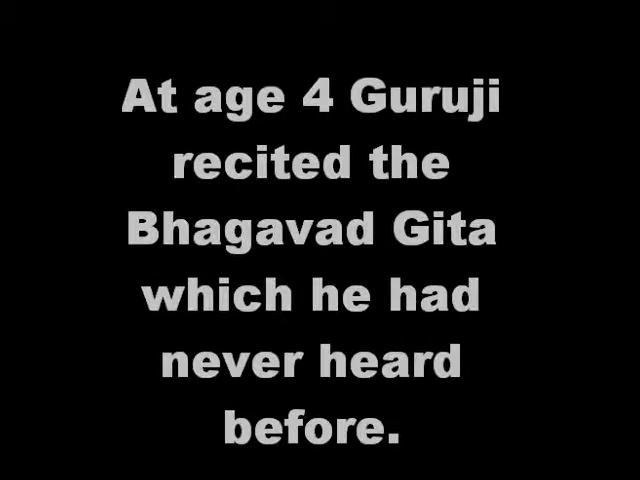 At age 4 Guruji
recited the
Bhagavad Gita
which he had
never heard
before.